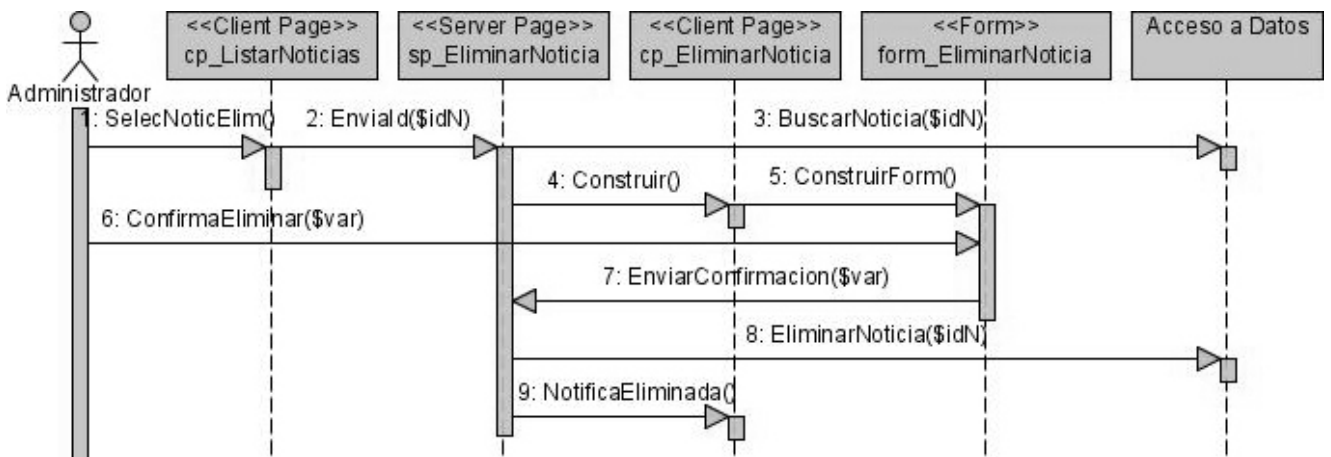 <<Client Page>>
cp_ListarNoticias
<<Server Page>>
sp_EliminarNoticia
<<Client Page>>
cp_EliminarNoticia
<<Form>>
form_EliminarNoticia
Acceso a Datos
Administrador
1: SelecNoticElim()
2: EnviaId($idN)
3: BuscarNoticia($idN)
4: Construir()
5: ConstruirForm()
6: ConfirmaEliminar($var)
7: EnviarConfirmacion($var)
8: EliminarNoticia($idN)
9: NotificaEliminada()